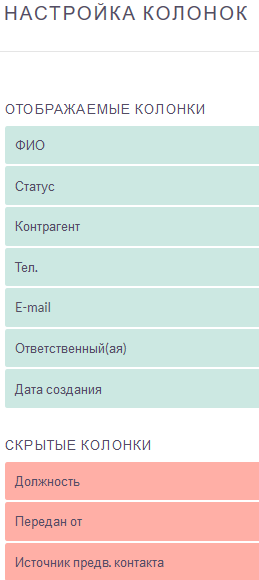 НАСТРОЙКА КОЛОНОК
ОТОБРАЖАЕМЫЕ КОЛОНКИ
ФИО
Статус
Контрагент
Тел.
E-mail
Ответственный(ая)
Дата создания
СКРЫТЫЕ КОЛОНКИ
Должность
Передан от
Источник предв. контакта